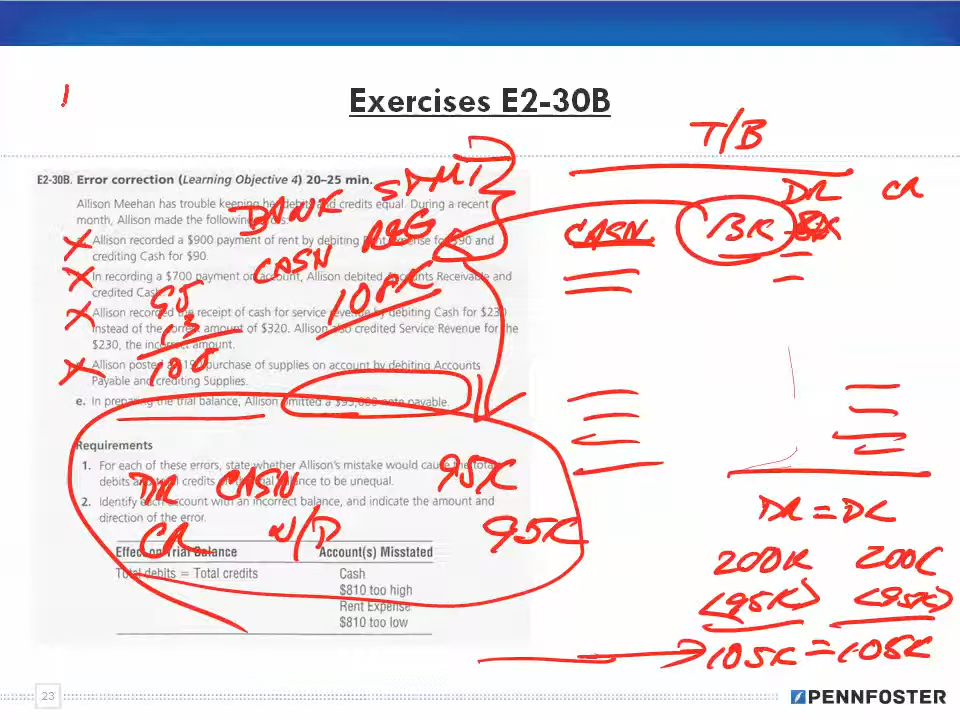 Exercises E2-30B
T/B
DR CR
CASH 13K
E2-30B. Error correction (Learning Objective 4) 20–25 min.
BANK STMT
Allison Meehan has trouble keeping her debits and credits equal. During a recent
month, Allison made the following
Allison recorded a $900 payment of rent by debiting Rent Expense for $90 and
crediting Cash for $90.
CASH
108K
In recording a $700 payment on account, Allison debited Accounts Receivable and
credited Cash
95
13
108
Allison recorded the receipt of cash for service revenue by debiting Cash for $230
instead of the correct amount of $320. Allison also credited Service Revenue for the
$230, the incorrect amount.
Allison posted a purchase of supplies on account by debiting Accounts
Payable and crediting Supplies.
e. In preparing the trial balance, Allison omitted a $95,000 note payable.
Requirements
1. For each of these errors, state whether Allison's mistake would cause the total
debits and total credits of the trial balance to be unequal.
2. Identify each account with an incorrect balance, and indicate the amount and
direction of the error.
DR CASH 95K
CR N/P 95K
Effect on Trial Balance Account(s) Misstated
Total debits = Total credits Cash
$810 too high
Rent Expense
$810 too low
200K 200K
(95K) (95K)
105K = 105K
23
PENNFOSTER